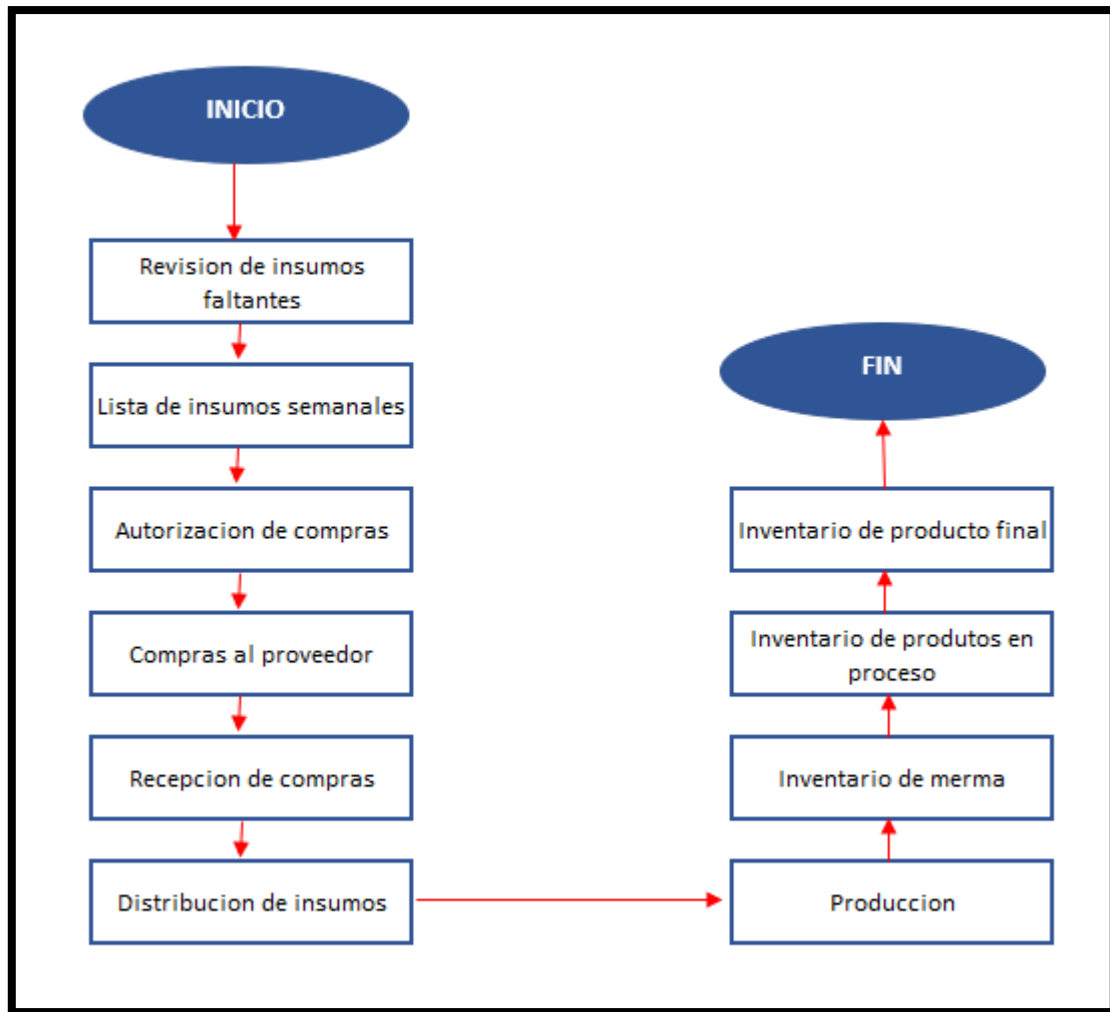 INICIO
Revision de insumos
faltantes
Lista de insumos semanales
Autorizacion de compras
Compras al proveedor
Recepcion de compras
Distribucion de insumos
Produccion
Inventario de merma
Inventario de produtos en
proceso
Inventario de producto final
FIN